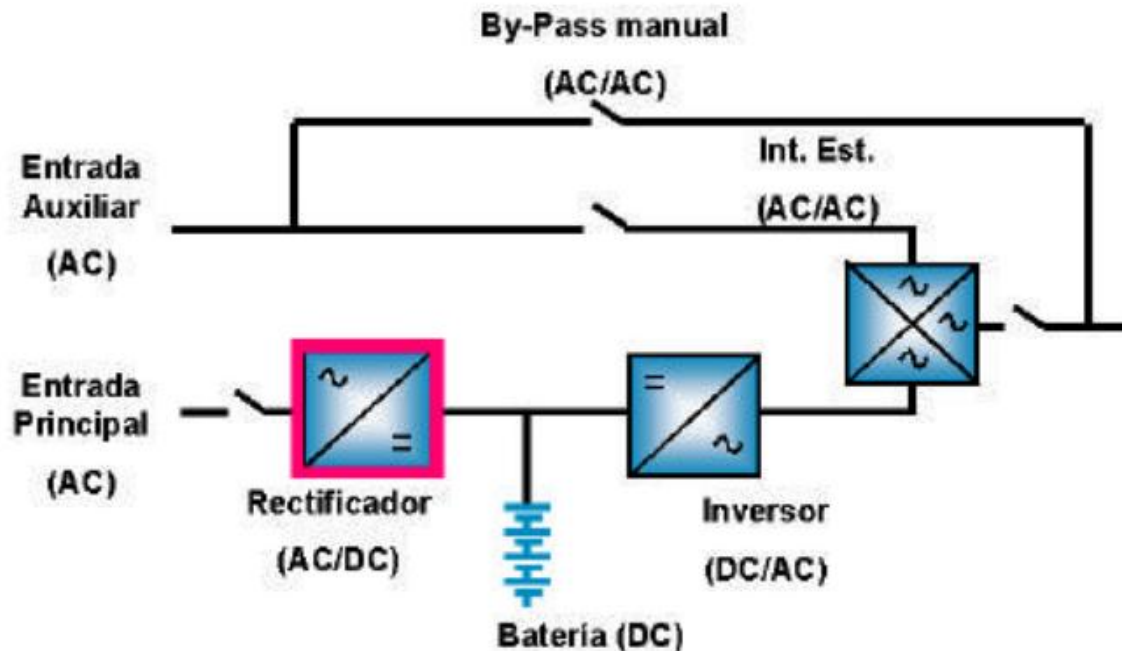 By-Pass manual
(AC/AC)
Entrada
Auxiliar
(AC)
Int. Est.
(AC/AC)
Entrada
Principal
(AC)
Rectificador
(AC/DC)
Inversor
(DC/AC)
Batería (DC)